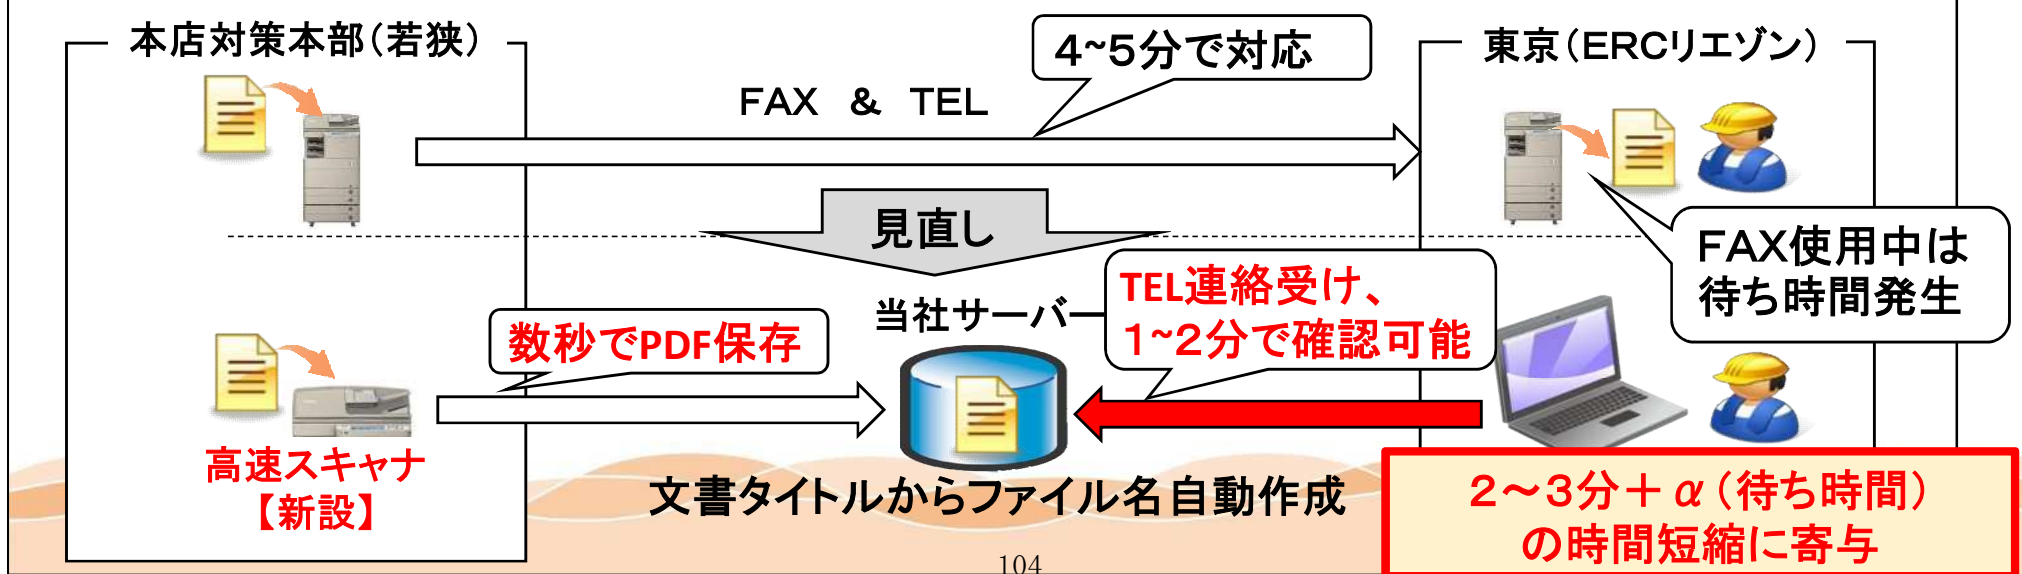 本店対策本部（若狭）
4~5分で対応
東京（ERCリエゾン）
FAX & TEL
見直し
FAX使用中は
待ち時間発生
当社サーバー
TEL連絡受け、
1~2分で確認可能
数秒でPDF保存
高速スキャナ
【新設】
文書タイトルからファイル名自動作成
２～３分＋α（待ち時間）
の時間短縮に寄与
104